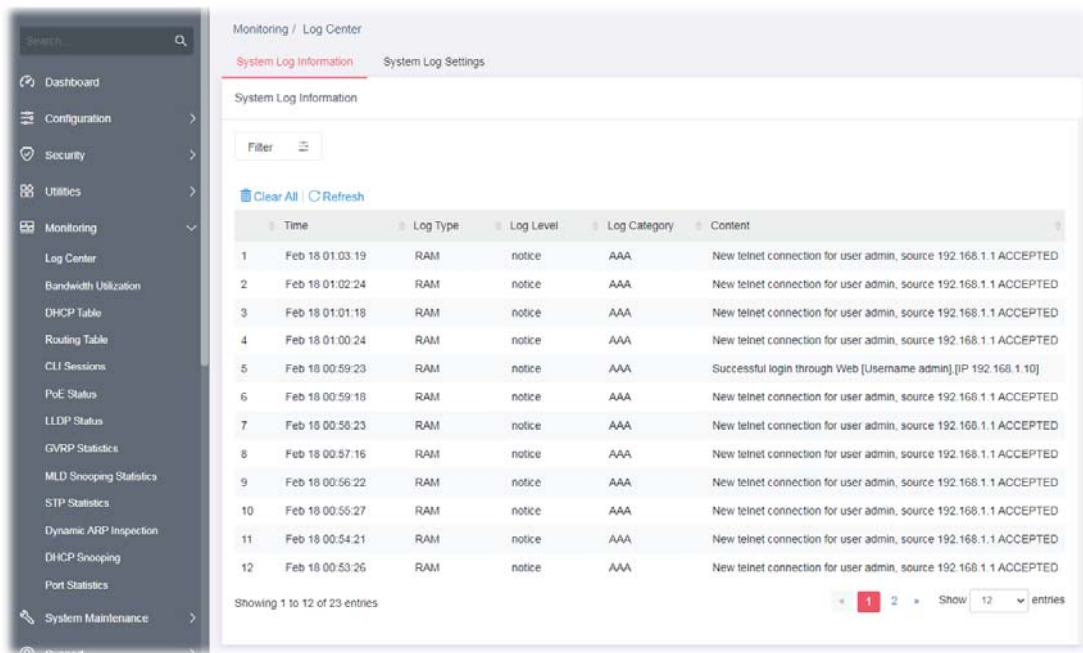 Search...
Dashboard
Configuration
Security
Utilities
Monitoring
Log Center
Bandwidth Utilization
DHCP Table
Routing Table
CLI Sessions
PoE Status
LLDP Status
GVRP Statistics
MLD Snooping Statistics
STP Statistics
Dynamic ARP Inspection
DHCP Snooping
Port Statistics
System Maintenance
Monitoring / Log Center
System Log Information System Log Settings
System Log Information
Filter
Clear All | Refresh
Time Log Type Log Level Log Category Content
1 Feb 18 01:03:19 RAM notice AAA New telnet connection for user admin, source 192.168.1.1 ACCEPTED
2 Feb 18 01:02:24 RAM notice AAA New telnet connection for user admin, source 192.168.1.1 ACCEPTED
3 Feb 18 01:01:18 RAM notice AAA New telnet connection for user admin, source 192.168.1.1 ACCEPTED
4 Feb 18 01:00:24 RAM notice AAA New telnet connection for user admin, source 192.168.1.1 ACCEPTED
5 Feb 18 00:59:23 RAM notice AAA Successful login through Web [Username admin],[IP 192.168.1.10]
6 Feb 18 00:59:18 RAM notice AAA New telnet connection for user admin, source 192.168.1.1 ACCEPTED
7 Feb 18 00:58:23 RAM notice AAA New telnet connection for user admin, source 192.168.1.1 ACCEPTED
8 Feb 18 00:57:16 RAM notice AAA New telnet connection for user admin, source 192.168.1.1 ACCEPTED
9 Feb 18 00:56:22 RAM notice AAA New telnet connection for user admin, source 192.168.1.1 ACCEPTED
10 Feb 18 00:55:27 RAM notice AAA New telnet connection for user admin, source 192.168.1.1 ACCEPTED
11 Feb 18 00:54:21 RAM notice AAA New telnet connection for user admin, source 192.168.1.1 ACCEPTED
12 Feb 18 00:53:26 RAM notice AAA New telnet connection for user admin, source 192.168.1.1 ACCEPTED
Showing 1 to 12 of 23 entries « 1 2 » Show 12 entries